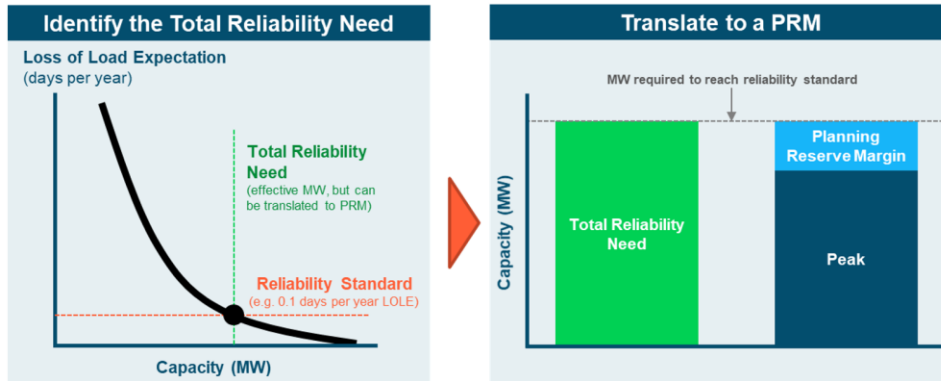 Identify the Total Reliability Need
Loss of Load Expectation
(days per year)
Total Reliability
Need
(effective MW, but can
be translated to PRM)
Reliability Standard
(e.g. 0.1 days per year LOLE)
Capacity (MW)
Translate to a PRM
MW required to reach reliability standard
Capacity (MW)
Total Reliability
Need
Planning
Reserve Margin
Peak